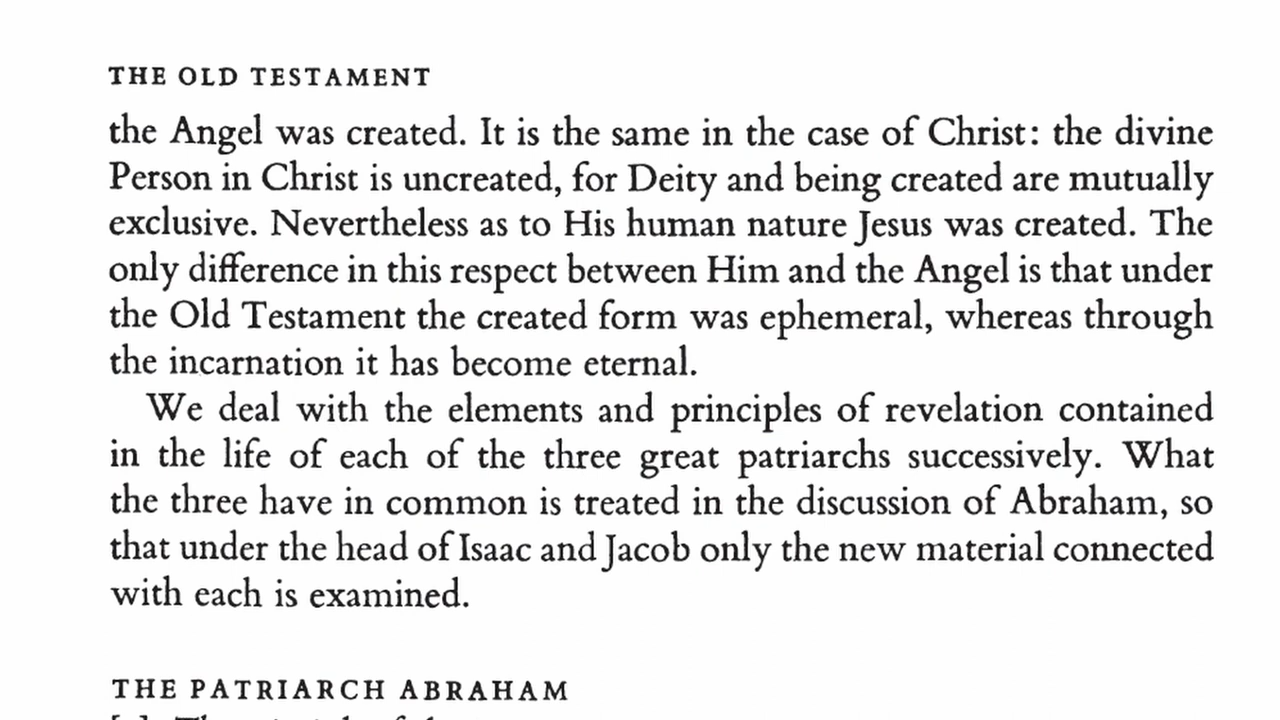 THE OLD TESTAMENT
the Angel was created. It is the same in the case of Christ: the divine
Person in Christ is uncreated, for Deity and being created are mutually
exclusive. Nevertheless as to His human nature Jesus was created. The
only difference in this respect between Him and the Angel is that under
the Old Testament the created form was ephemeral, whereas through
the incarnation it has become eternal.
We deal with the elements and principles of revelation contained
in the life of each of the three great patriarchs successively. What
the three have in common is treated in the discussion of Abraham, so
that under the head of Isaac and Jacob only the new material connected
with each is examined.
THE PATRIARCH ABRAHAM